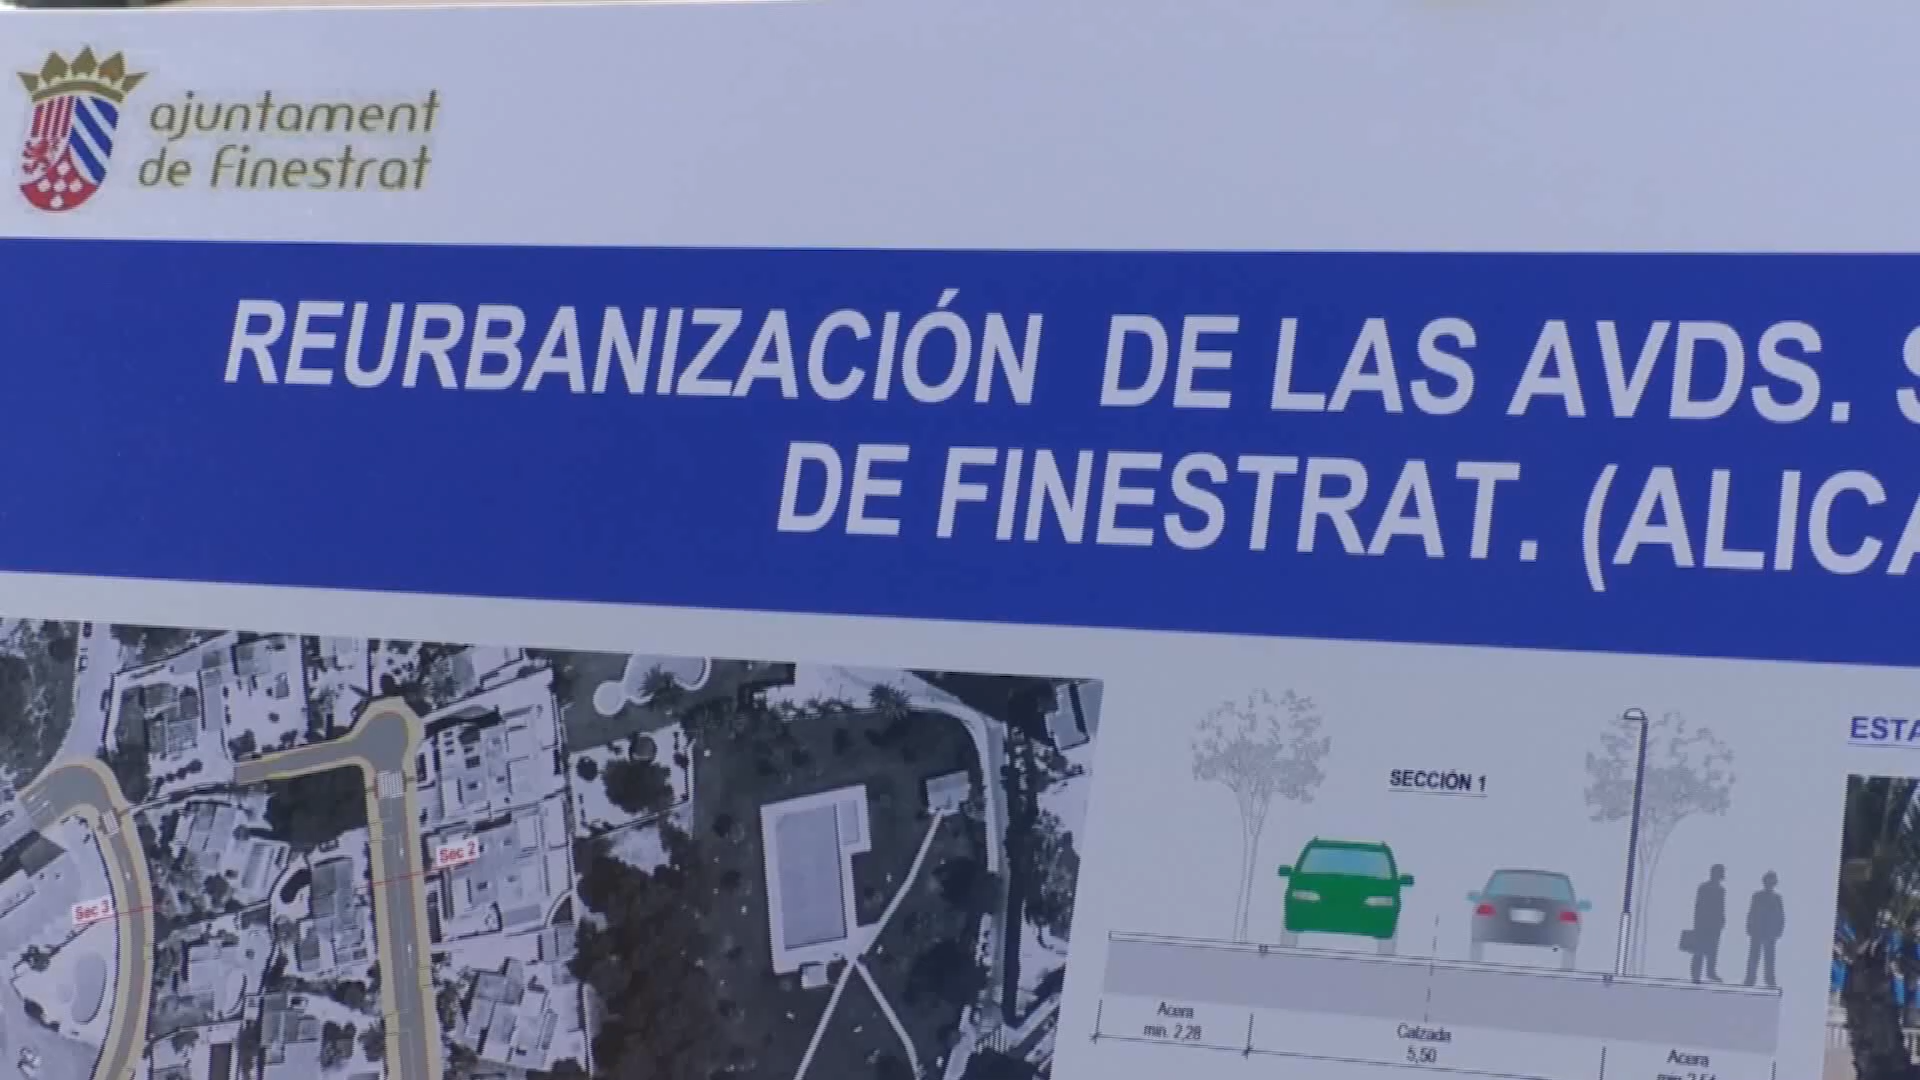 ajuntament
de Finestrat
REURBANIZACIÓN DE LAS AVDS.
DE FINESTRAT.
SECCIÓN 1
Sec 2
Sec 3
Acera
min. 2,28
Calzada
5,50
Acera